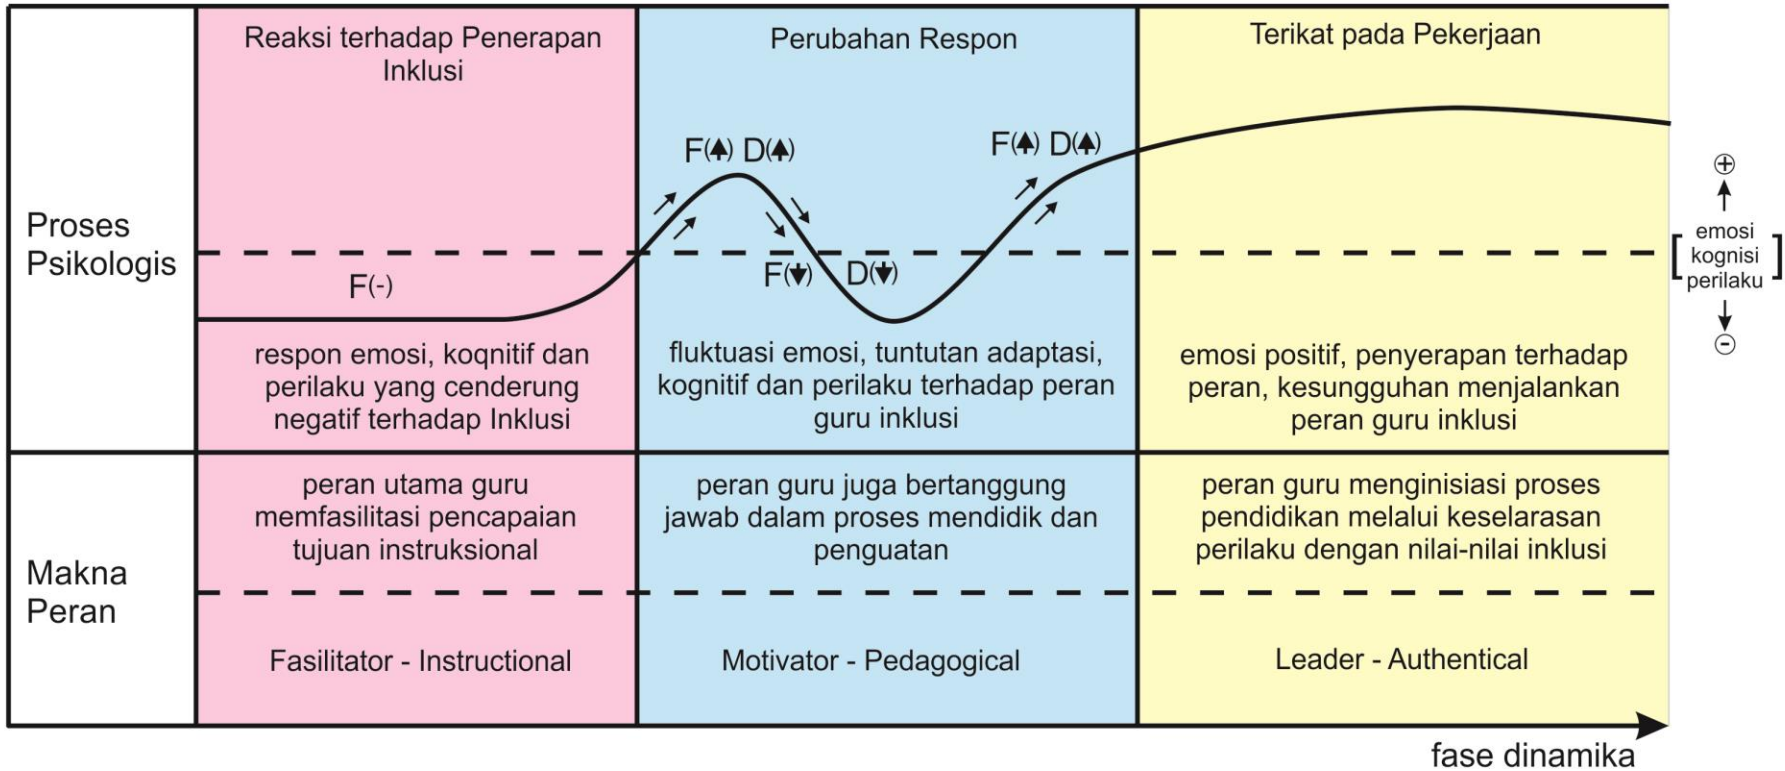 Reaksi terhadap Penerapan
Inklusi
Perubahan Respon
Terikat pada Pekerjaan
Proses
Psikologis
F(-)
F(↑) D(↑)
F(↓) D(↓)
F(↑) D(↑)
⊕
emosi
kognisi
perilaku
⊖
respon emosi, koqnitif dan
perilaku yang cenderung
negatif terhadap Inklusi
fluktuasi emosi, tuntutan adaptasi,
kognitif dan perilaku terhadap peran
guru inklusi
emosi positif, penyerapan terhadap
peran, kesungguhan menjalankan
peran guru inklusi
Makna
Peran
peran utama guru
memfasilitasi pencapaian
tujuan instruksional
peran guru juga bertanggung
jawab dalam proses mendidik dan
penguatan
peran guru menginisiasi proses
pendidikan melalui keselarasan
perilaku dengan nilai-nilai inklusi
Fasilitator - Instructional
Motivator - Pedagogical
Leader - Authentical
fase dinamika